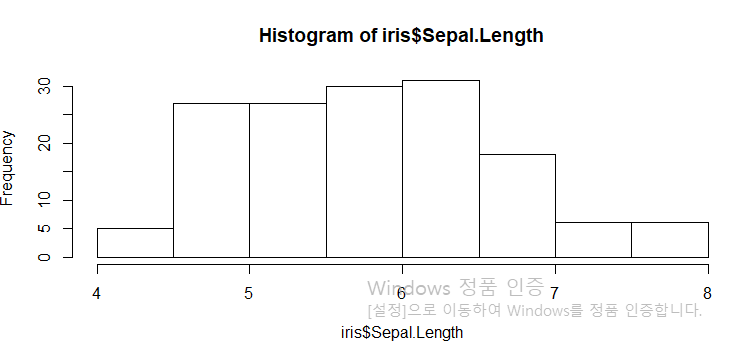 Histogram of iris$Sepal.Length
Frequency
30
20
10
5
0
4 5 6 7 8
iris$Sepal.Length
Windows 정품 인증
[설정]으로 이동하여 Windows를 정품 인증합니다.